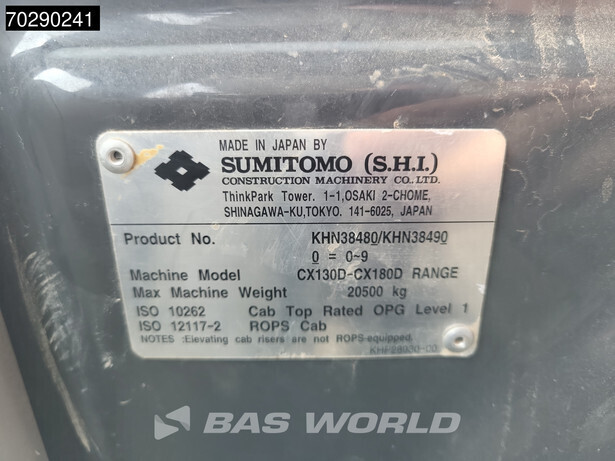 70290241
MADE IN JAPAN BY
SUMITOMO (S.H.I.)
CONSTRUCTION MACHINERY CO., LTD.
ThinkPark Tower. 1-1,OSAKI 2-CHOME,
SHINAGAWA-KU,TOKYO. 141-6025, JAPAN
Product No. KHN38480/KHN38490
0 = 0~9
Machine Model CX130D-CX180D RANGE
Max Machine Weight 20500 kg
ISO 10262 Cab Top Rated OPG Level 1
ISO 12117-2 ROPS Cab
NOTES :Elevating cab risers are not ROPS-equipped.
BAS WORLD